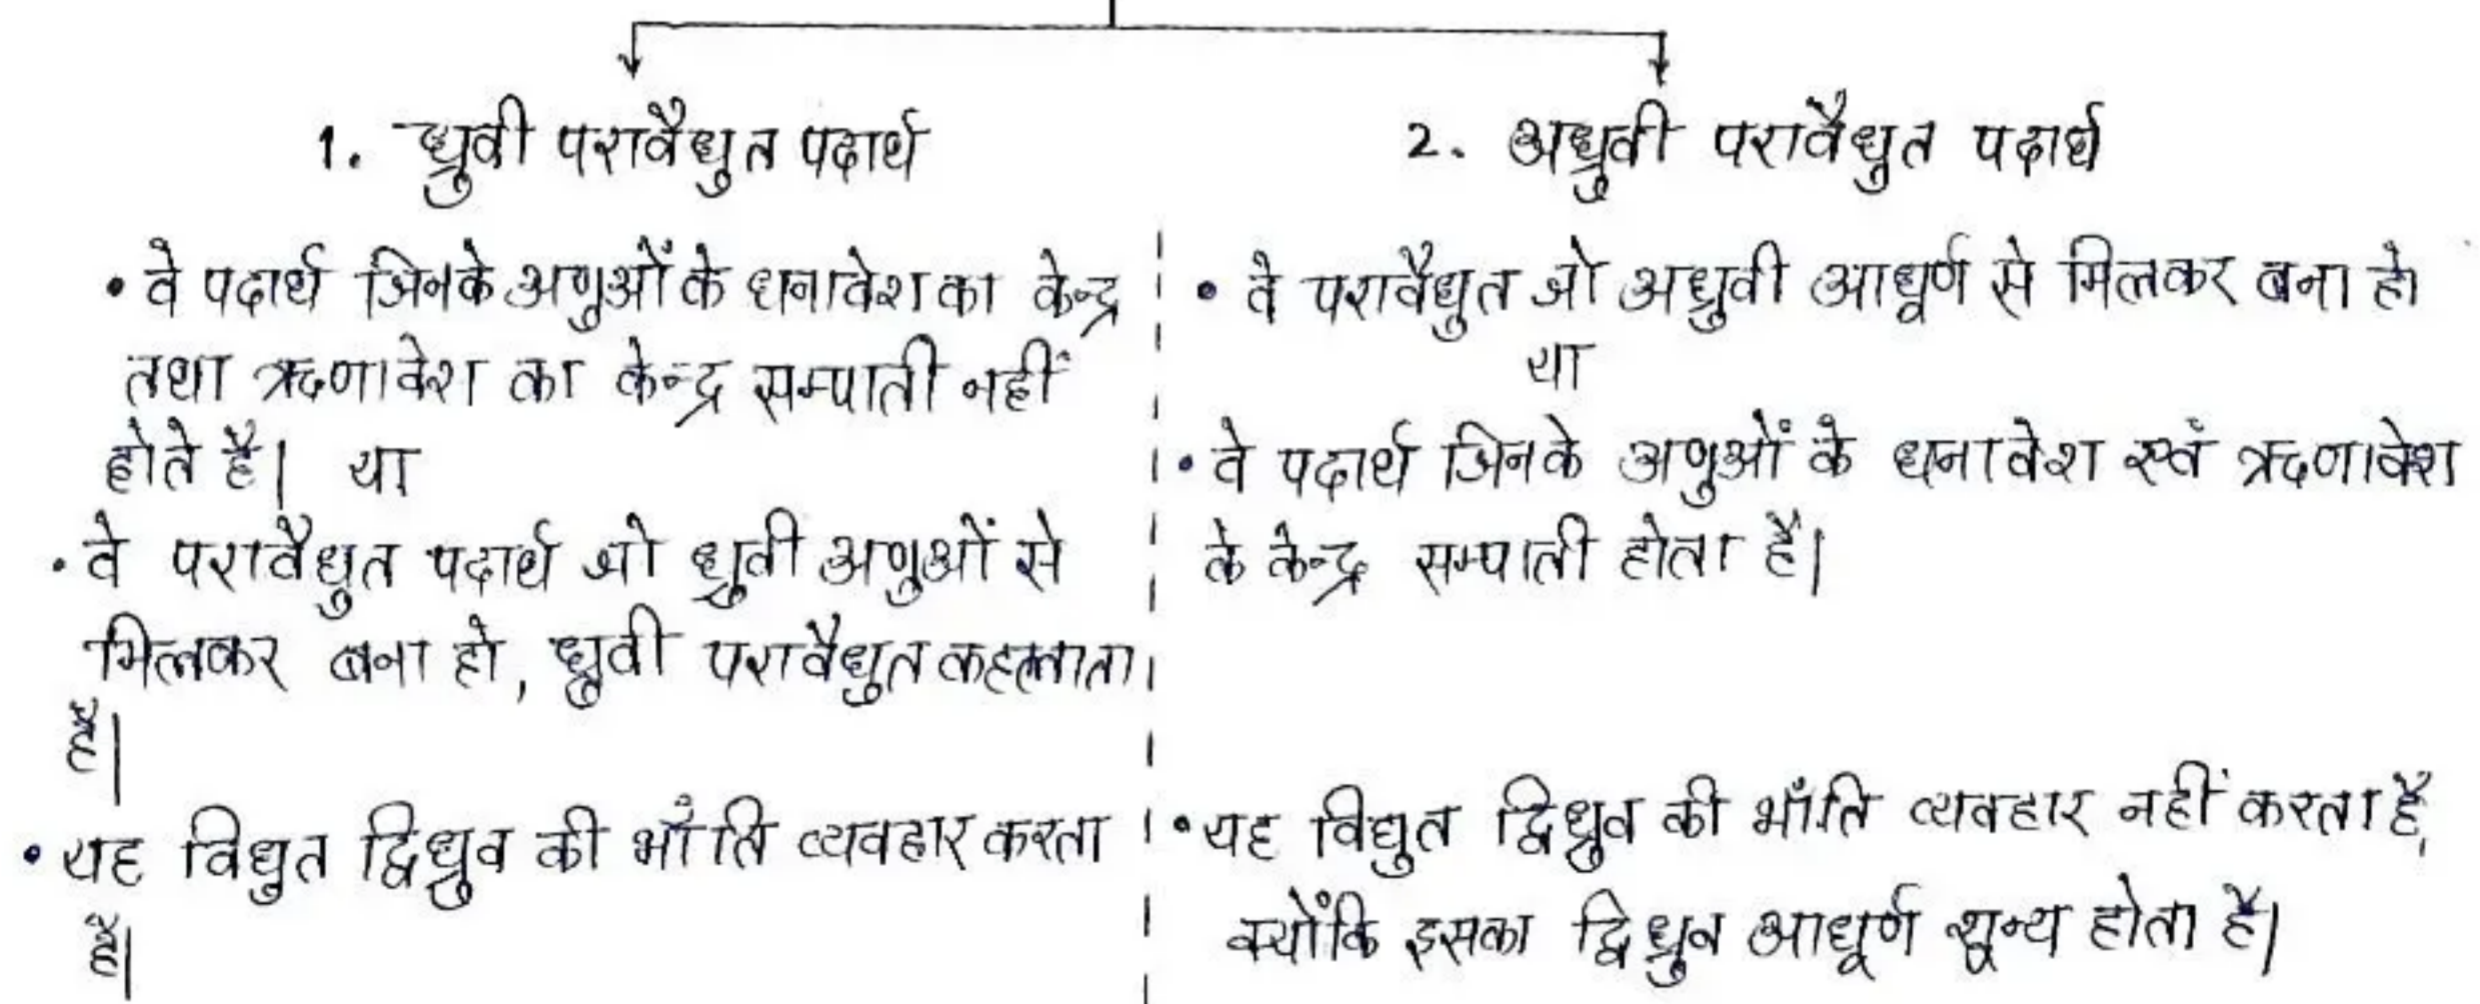 1. ध्रुवी परावैधुत पदार्थ
• वे पदार्थ जिनके अणुओं के धनावेश का केन्द्र
तथा ऋणावेश का केन्द्र सम्पाती नहीं
होते है। या
• वे परावैधुत पदार्थ जो ध्रुवी अणुओं से
मिलकर बना हो, ध्रुवी परावैधुत कहलाता
है।
• यह विधुत द्विध्रुव की भाँति व्यवहार करता
है।
2. अध्रुवी परावैधुत पदार्थ
• वे परावैधुत जो अध्रुवी आधूर्ण से मिलकर बना हो
या
• वे पदार्थ जिनके अणुओं के धनावेश एवं ऋणावेश
के केन्द्र सम्पाती होता है।
• यह विधुत द्विध्रुव की भाँति व्यवहार नहीं करता है,
क्योंकि इसका द्विध्रुव आधूर्ण शून्य होता है।